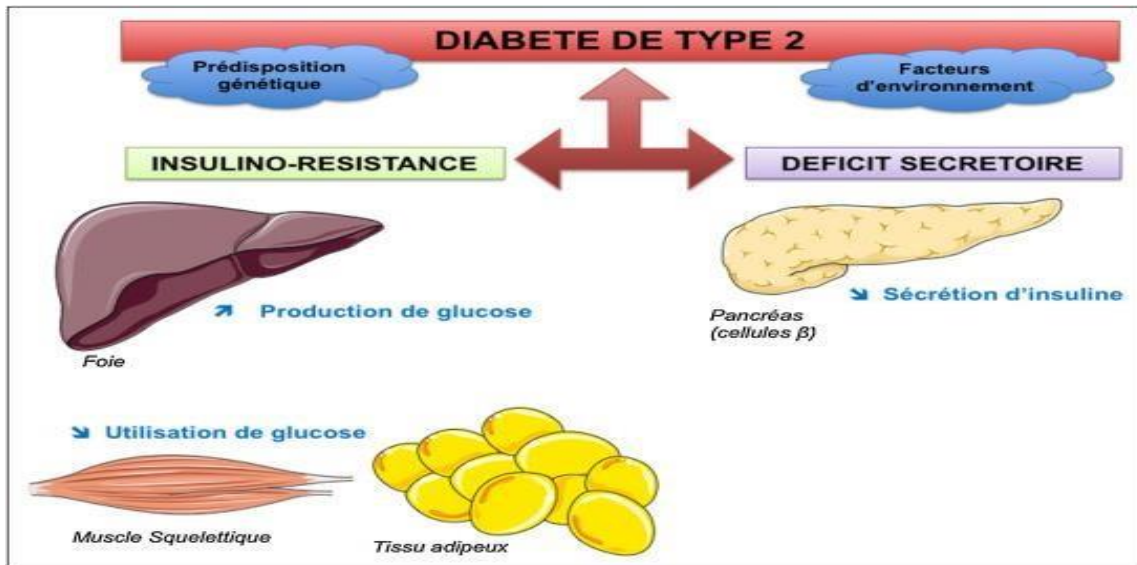 DIABETE DE TYPE 2
Prédisposition
génétique
Facteurs
d'environnement
INSULINO-RESISTANCE
DEFICIT SECRETOIRE
↗ Production de glucose
Foie
↘ Sécrétion d'insuline
Pancréas
(cellules β)
↘ Utilisation de glucose
Muscle Squelettique
Tissu adipeux